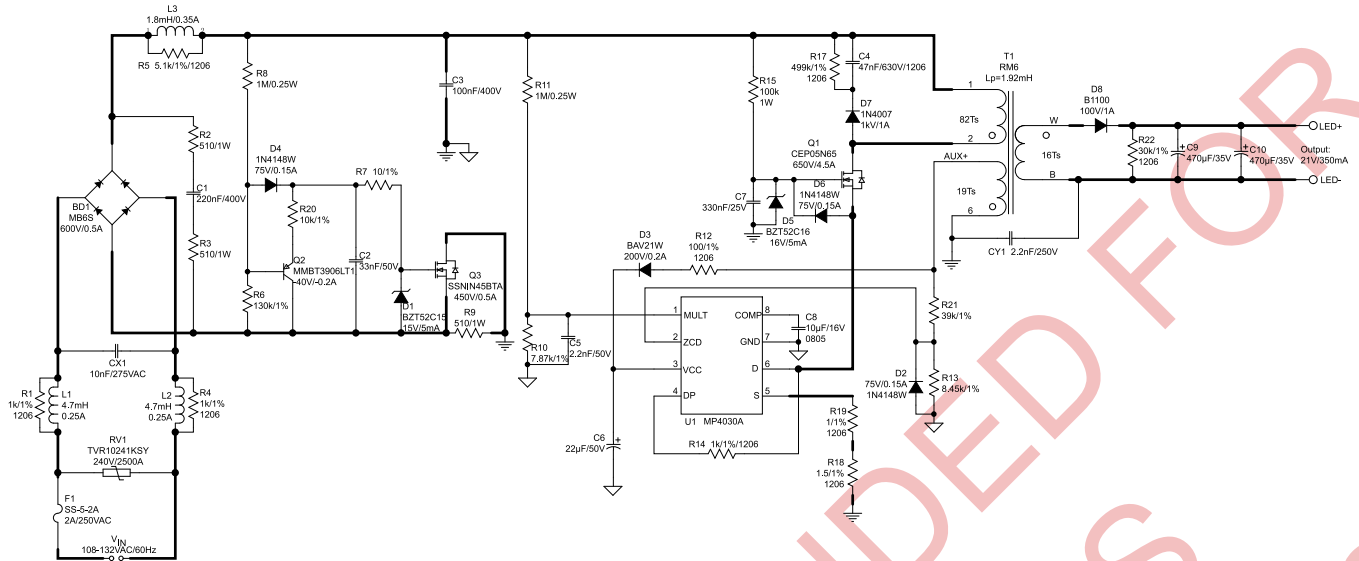 L3
1.8mH/0.35A
R5 5.1k/1%/1206
R8
1M/0.25W
C3
100nF/400V
R11
1M/0.25W
R17
499k/1%
1206
C4
47nF/630V/1206
T1
RM6
Lp=1.92mH
R15
100k
1W
D7
1N4007
1kV/1A
1
82Ts
2
D8
B1100
100V/1A
LED+
R2
510/1W
D4
1N4148W
75V/0.15A
R7 10/1%
Q1
CEP05N65
650V/4.5A
AUX+
W
16Ts
B
R22
30k/1%
1206
C9
470µF/35V
C10
470µF/35V
Output:
21V/350mA
LED-
BD1
MB6S
600V/0.5A
C1
220nF/400V
R20
10k/1%
C7
330nF/25V
D6
1N4148W
75V/0.15A
D5
BZT52C16
16V/5mA
19Ts
6
R3
510/1W
Q2
MMBT3906LT1
-40V/-0.2A
C2
33nF/50V
Q3
SSNIN45BTA
450V/0.5A
D3
BAV21W
200V/0.2A
R12
100/1%
1206
CY1 2.2nF/250V
R6
130k/1%
D1
BZT52C15
15V/5mA
R9
510/1W
1 MULT COMP 8
2 ZCD GND 7
3 VCC D 6
4 DP S 5
U1 MP4030A
C8
10µF/16V
0805
R21
39k/1%
CX1
10nF/275VAC
R10
7.87k/1%
C5
2.2nF/50V
D2
75V/0.15A
1N4148W
R13
8.45k/1%
R1
1k/1%
1206
L1
4.7mH
0.25A
L2
4.7mH
0.25A
R4
1k/1%
1206
R19
1/1%
1206
C6
22µF/50V
R14 1k/1%/1206
R18
1.5/1%
1206
RV1
TVR10241KSY
240V/2500A
F1
SS-5-2A
2A/250VAC
VIN
108-132VAC/60Hz
NDED FOR
S